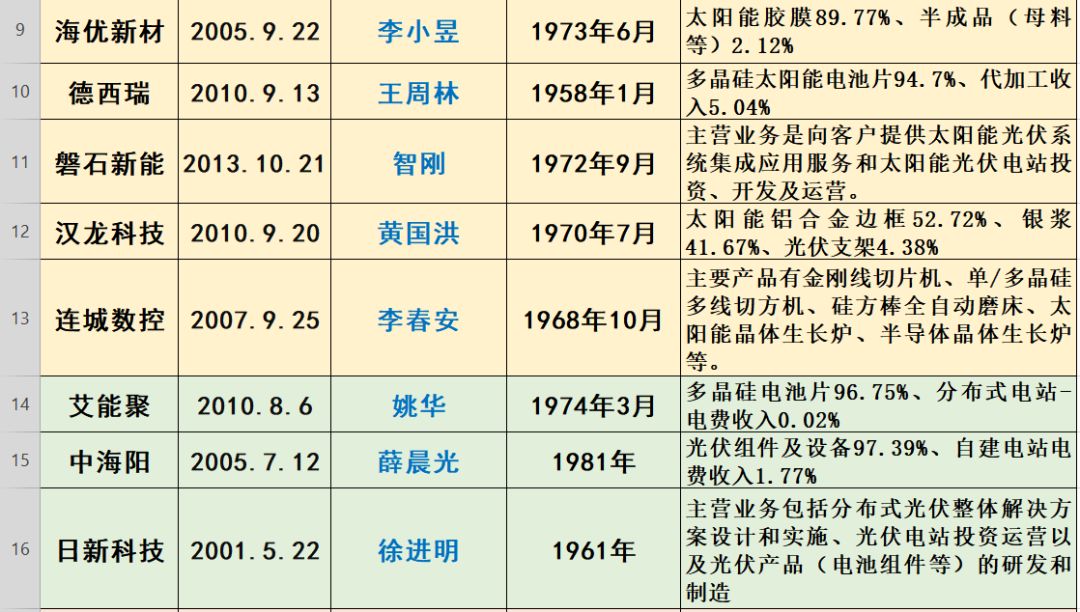 9 海优新材 2005.9.22 李小昱 1973年6月 太阳能胶膜89.77%、半成品（母料
等）2.12%
10 德西瑞 2010.9.13 王周林 1958年1月 多晶硅太阳能电池片94.7%、代加工收
入5.04%
11 磐石新能 2013.10.21 智刚 1972年9月 主营业务是向客户提供太阳能光伏系
统集成应用服务和太阳能光伏电站投
资、开发及运营。
12 汉龙科技 2010.9.20 黄国洪 1970年7月 太阳能铝合金边框52.72%、银浆
41.67%、光伏支架4.38%
13 连城数控 2007.9.25 李春安 1968年10月 主要产品有金刚线切片机、单/多晶硅
多线切方机、硅方棒全自动磨床、太
阳能晶体生长炉、半导体晶体生长炉
等。
14 艾能聚 2010.8.6 姚华 1974年3月 多晶硅电池片96.75%、分布式电站-
电费收入0.02%
15 中海阳 2005.7.12 薛晨光 1981年 光伏组件及设备97.39%、自建电站电
费收入1.77%
16 日新科技 2001.5.22 徐进明 1961年 主营业务包括分布式光伏整体解决方
案设计和实施、光伏电站投资运营以
及光伏产品（电池组件等）的研发和
制造